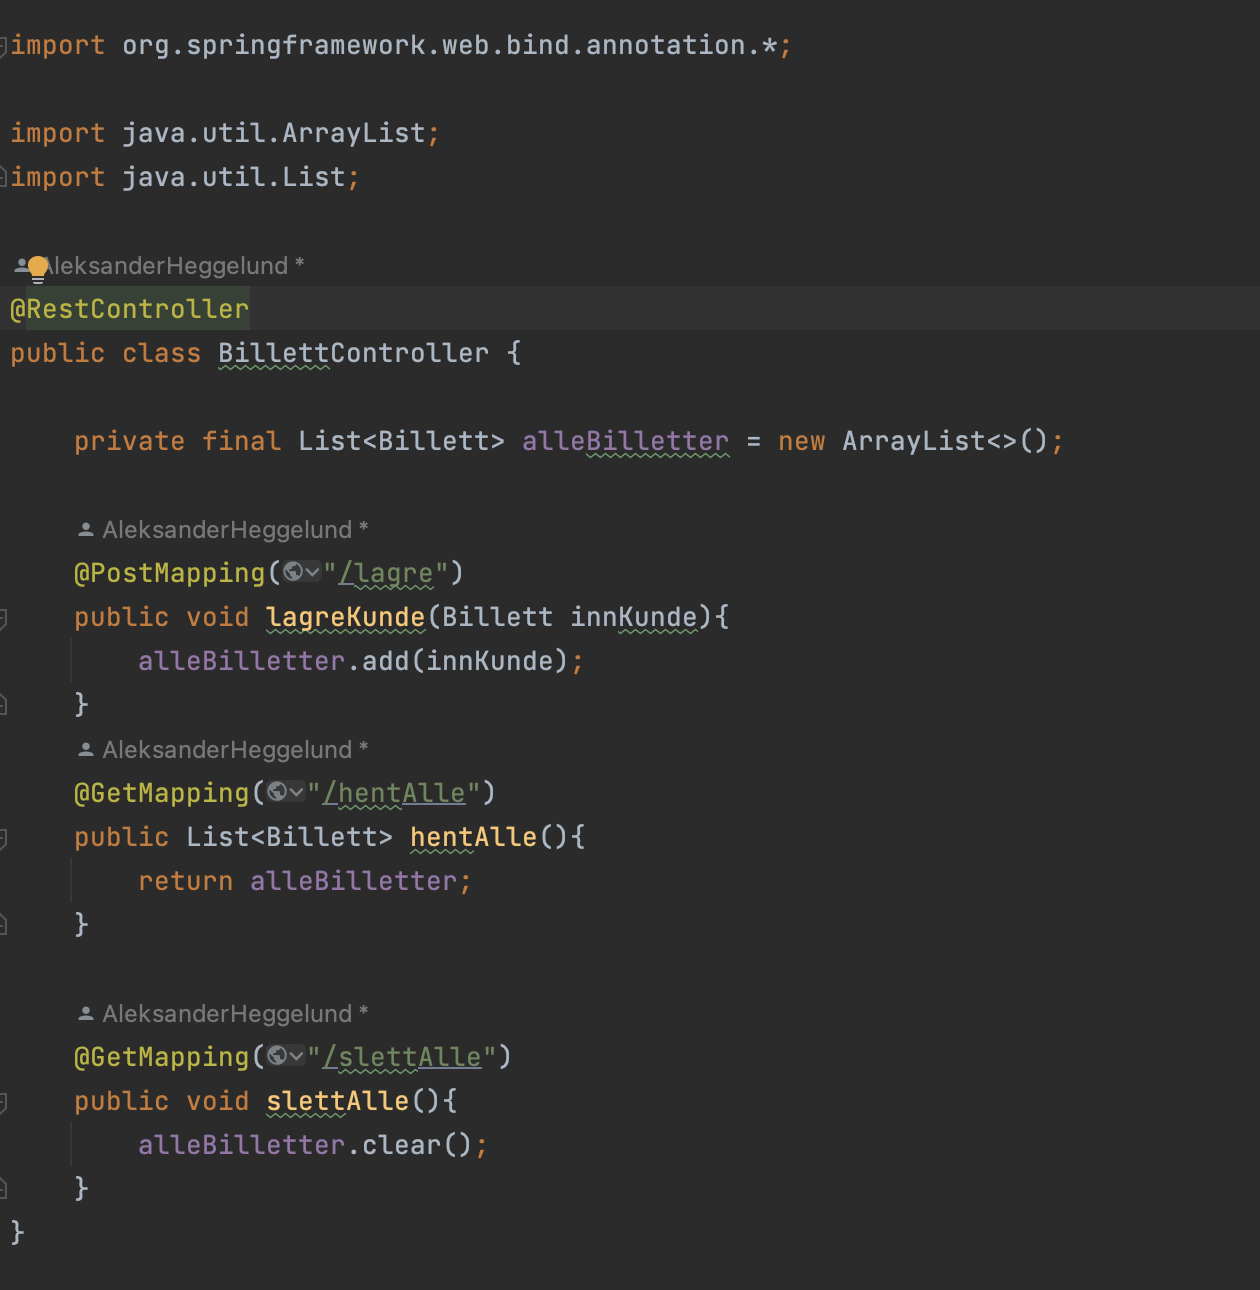 import org.springframework.web.bind.annotation.*;
import java.util.ArrayList;
import java.util.List;
AleksanderHeggelund *
@RestController
public class BillettController {
private final List<Billett> alleBilletter = new ArrayList<>();
AleksanderHeggelund *
@PostMapping("/lagre")
public void lagreKunde(Billett innKunde){
alleBilletter.add(innKunde);
}
AleksanderHeggelund *
@GetMapping("/hentAlle")
public List<Billett> hentAlle(){
return alleBilletter;
}
AleksanderHeggelund *
@GetMapping("/slettAlle")
public void slettAlle(){
alleBilletter.clear();
}
}